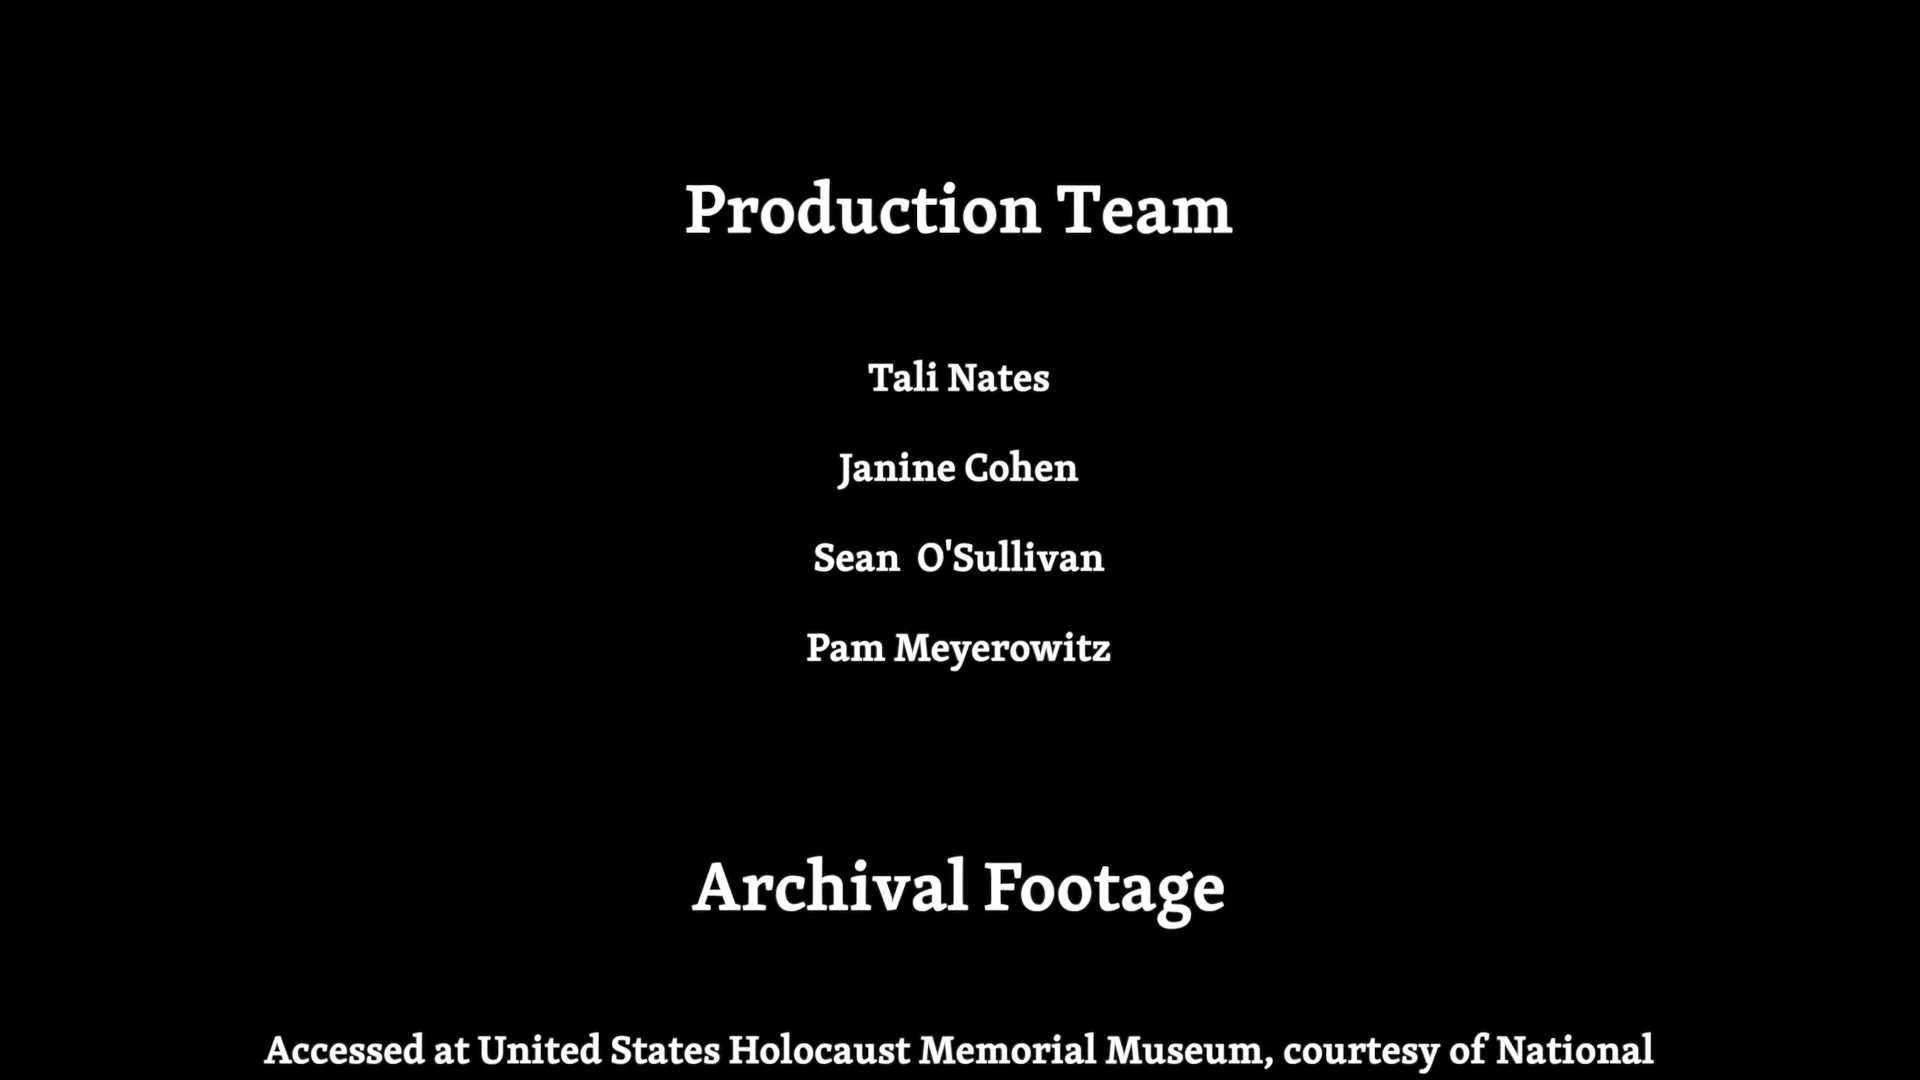 Production Team
Tali Nates
Janine Cohen
Sean  O'Sullivan
Pam Meyerowitz
Archival Footage
Accessed at United States Holocaust Memorial Museum, courtesy of National